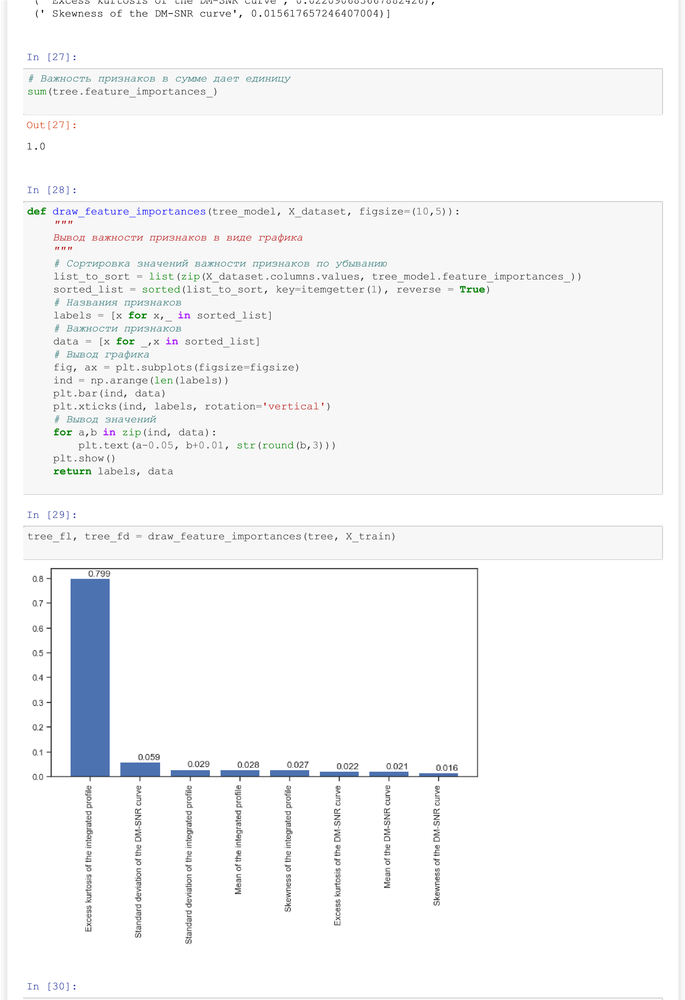 (' Excess kurtosis of the DM-SNR curve', 0.022090683667882426),
(' Skewness of the DM-SNR curve', 0.015617657246407004)]
In [27]:
# Важность признаков в сумме дает единицу
sum(tree.feature_importances_)
Out[27]:
1.0
In [28]:
def draw_feature_importances(tree_model, X_dataset, figsize=(10,5)):
    """
    Вывод важности признаков в виде графика
    """
    # Сортировка значений важности признаков по убыванию
    list_to_sort = list(zip(X_dataset.columns.values, tree_model.feature_importances_))
    sorted_list = sorted(list_to_sort, key=itemgetter(1), reverse = True)
    # Названия признаков
    labels = [x for x,_ in sorted_list]
    # Важности признаков
    data = [x for _,x in sorted_list]
    # Вывод графика
    fig, ax = plt.subplots(figsize=figsize)
    ind = np.arange(len(labels))
    plt.bar(ind, data)
    plt.xticks(ind, labels, rotation='vertical')
    # Вывод значений
    for a,b in zip(ind, data):
        plt.text(a-0.05, b+0.01, str(round(b,3)))
    plt.show()
    return labels, data
In [29]:
tree_fl, tree_fd = draw_feature_importances(tree, X_train)
0.8
0.7
0.6
0.5
0.4
0.3
0.2
0.1
0.0
0.799
0.059
0.029
0.028
0.027
0.022
0.021
0.016
Excess kurtosis of the integrated profile
Standard deviation of the DM-SNR curve
Standard deviation of the integrated profile
Mean of the integrated profile
Skewness of the integrated profile
Excess kurtosis of the DM-SNR curve
Mean of the DM-SNR curve
Skewness of the DM-SNR curve
In [30]: